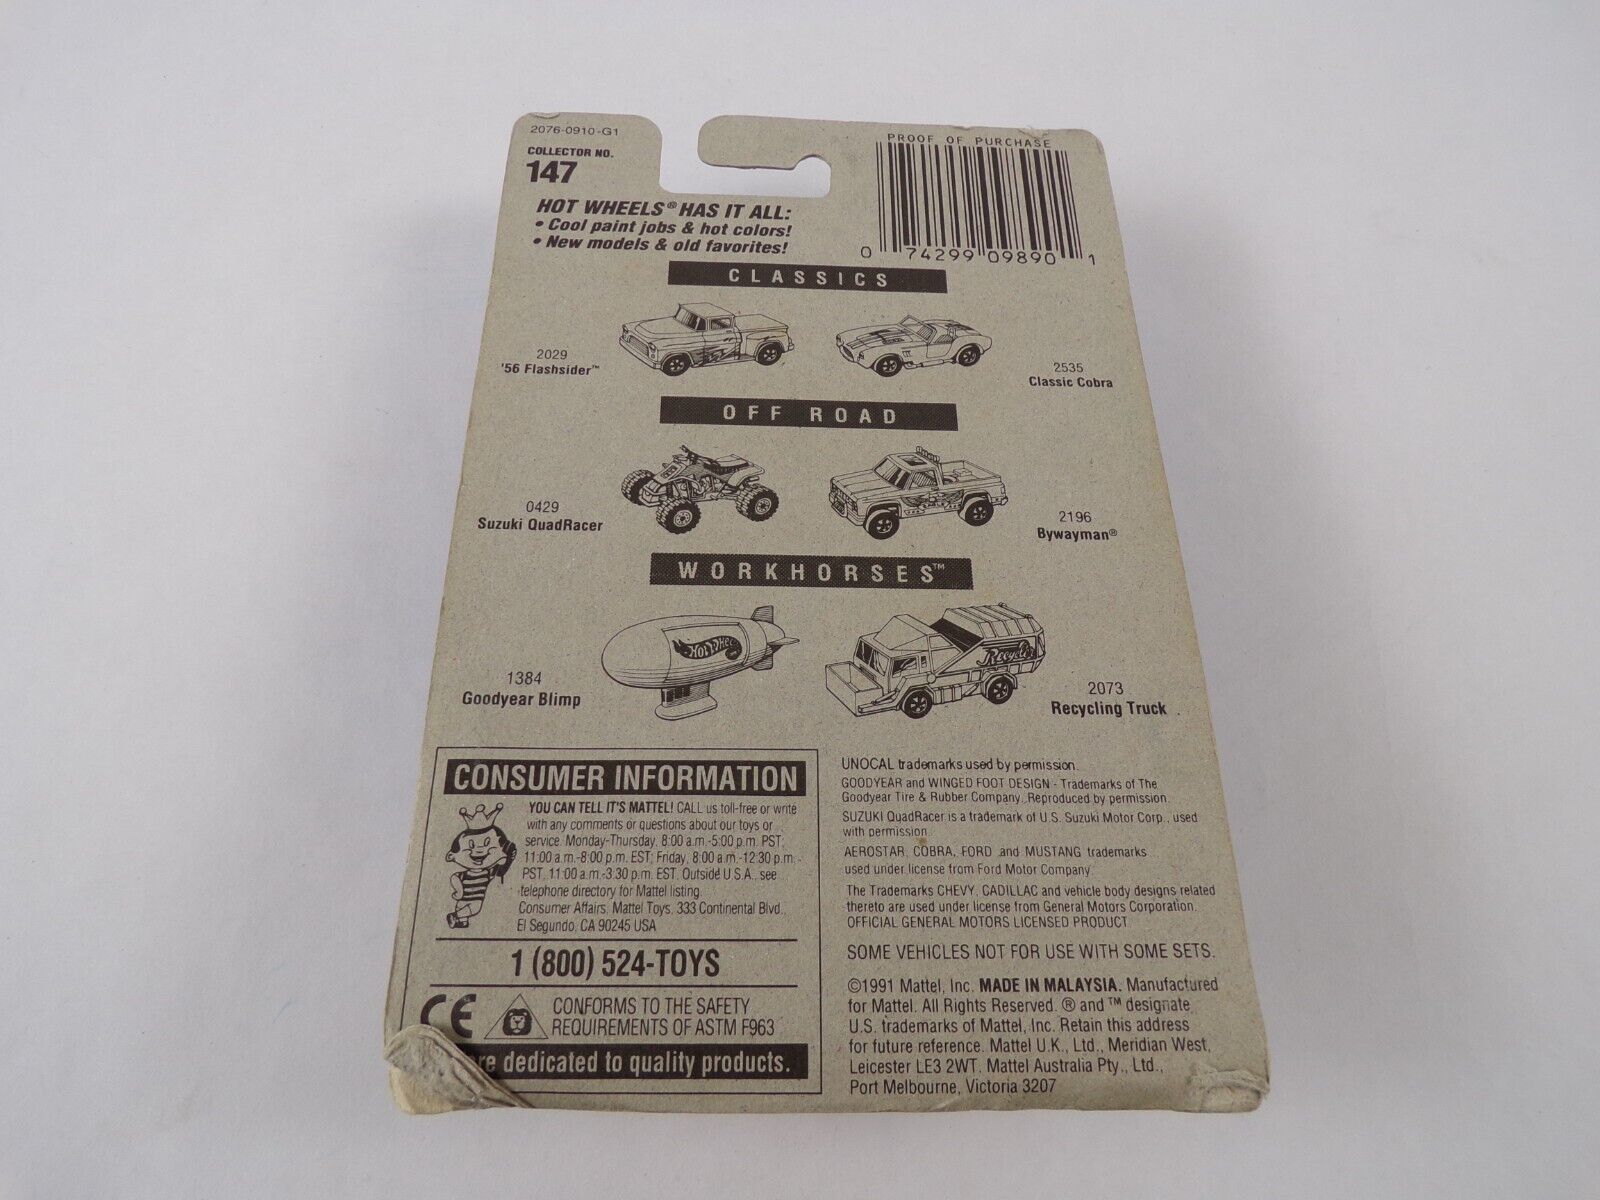 2076-0910-G1
COLLECTOR NO.
147
PROOF OF PURCHASE
0 74299 09890 1
HOT WHEELS® HAS IT ALL:
• Cool paint jobs & hot colors!
• New models & old favorites!
CLASSICS
2029
'56 Flashsider™
2535
Classic Cobra
OFF ROAD
0429
Suzuki QuadRacer
2196
Bywayman®
WORKHORSES™
Hot Wheels
1384
Goodyear Blimp
Recycler
2073
Recycling Truck
CONSUMER INFORMATION
YOU CAN TELL IT'S MATTEL! CALL us toll-free or write
with any comments or questions about our toys or
service. Monday-Thursday, 8:00 a.m.-5:00 p.m. PST,
11:00 a.m.-8:00 p.m. EST; Friday, 8:00 a.m.-12:30 p.m.
PST, 11:00 a.m.-3:30 p.m. EST. Outside U.S.A., see
telephone directory for Mattel listing.
Consumer Affairs, Mattel Toys, 333 Continental Blvd.,
El Segundo, CA 90245 USA
1 (800) 524-TOYS
CE
CONFORMS TO THE SAFETY
REQUIREMENTS OF ASTM F963
re dedicated to quality products.
UNOCAL trademarks used by permission.
GOODYEAR and WINGED FOOT DESIGN - Trademarks of The
Goodyear Tire & Rubber Company. Reproduced by permission.
SUZUKI QuadRacer is a trademark of U.S. Suzuki Motor Corp., used
with permission.
AEROSTAR, COBRA, FORD and MUSTANG trademarks
used under license from Ford Motor Company
The Trademarks CHEVY, CADILLAC and vehicle body designs related
thereto are used under license from General Motors Corporation.
OFFICIAL GENERAL MOTORS LICENSED PRODUCT.
SOME VEHICLES NOT FOR USE WITH SOME SETS.
©1991 Mattel, Inc. MADE IN MALAYSIA. Manufactured
for Mattel. All Rights Reserved. ® and ™ designate
U.S. trademarks of Mattel, Inc. Retain this address
for future reference. Mattel U.K., Ltd., Meridian West,
Leicester LE3 2WT. Mattel Australia Pty., Ltd.,
Port Melbourne, Victoria 3207